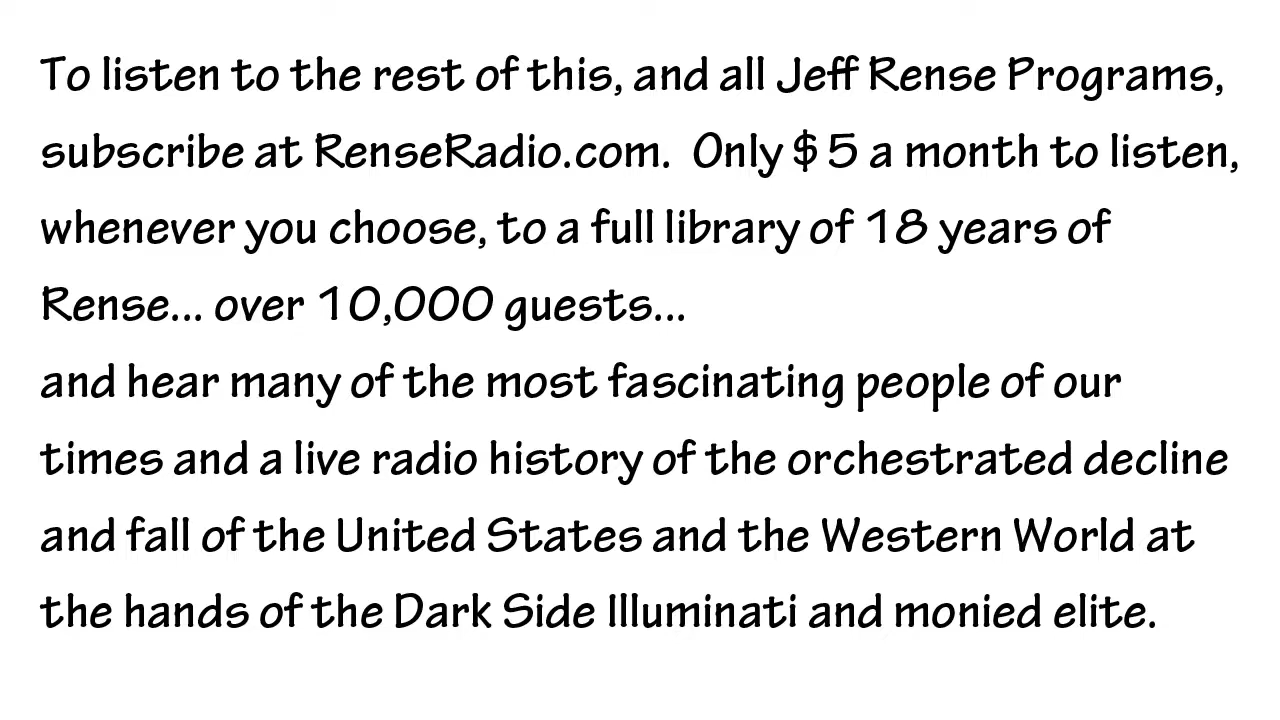 To listen to the rest of this, and all Jeff Rense Programs,
subscribe at RenseRadio.com.  Only $5 a month to listen,
whenever you choose, to a full library of 18 years of
Rense... over 10,000 guests...
and hear many of the most fascinating people of our
times and a live radio history of the orchestrated decline
and fall of the United States and the Western World at
the hands of the Dark Side Illuminati and monied elite.